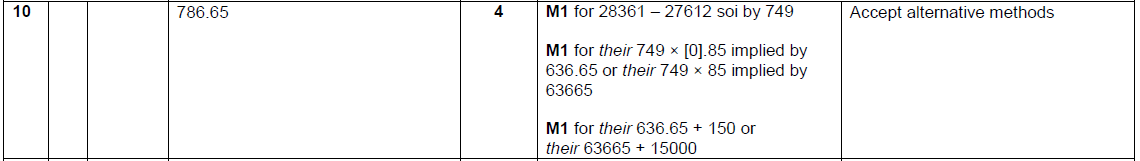 10 786.65 4 M1 for 28361 – 27612 soi by 749 Accept alternative methods
M1 for their 749 × [0].85 implied by
636.65 or their 749 × 85 implied by
63665
M1 for their 636.65 + 150 or
their 63665 + 15000